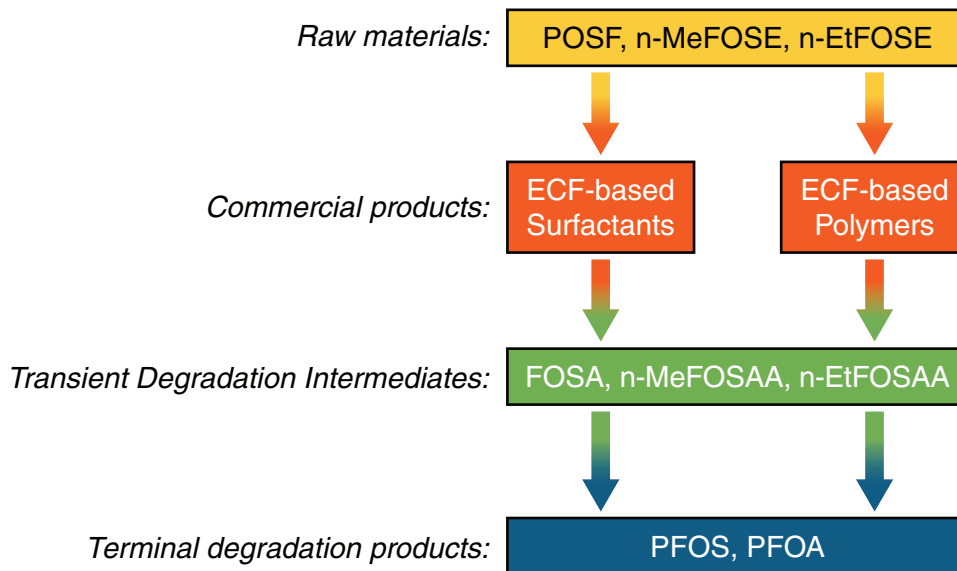 Raw materials:
POSF, n-MeFOSE, n-EtFOSE
Commercial products:
ECF-based
Surfactants
ECF-based
Polymers
Transient Degradation Intermediates:
FOSA, n-MeFOSAA, n-EtFOSAA
Terminal degradation products:
PFOS, PFOA